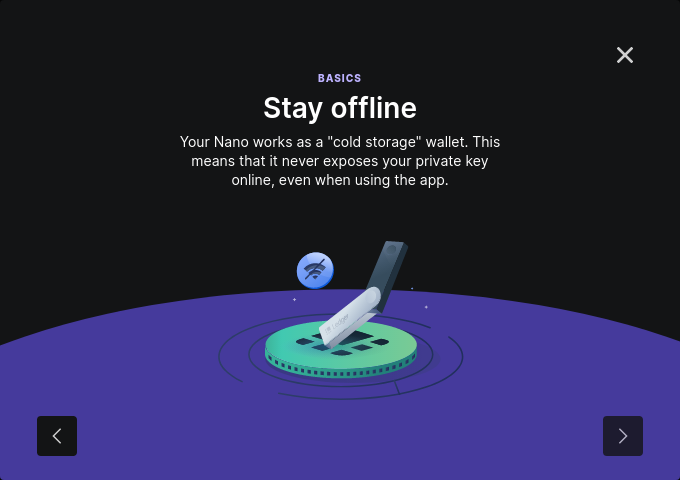 BASICS
Stay offline
Your Nano works as a "cold storage" wallet. This
means that it never exposes your private key
online, even when using the app.
Ledger